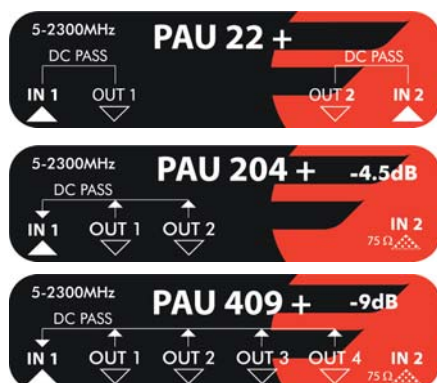 5-2300MHz PAU 22 +
DC PASS DC PASS
IN 1 OUT 1 OUT 2 IN 2
5-2300MHz PAU 204 + -4.5dB
DC PASS
IN 1 OUT 1 OUT 2 IN 2
75 Ω
5-2300MHz PAU 409 + -9dB
DC PASS
IN 1 OUT 1 OUT 2 OUT 3 OUT 4 IN 2
75 Ω